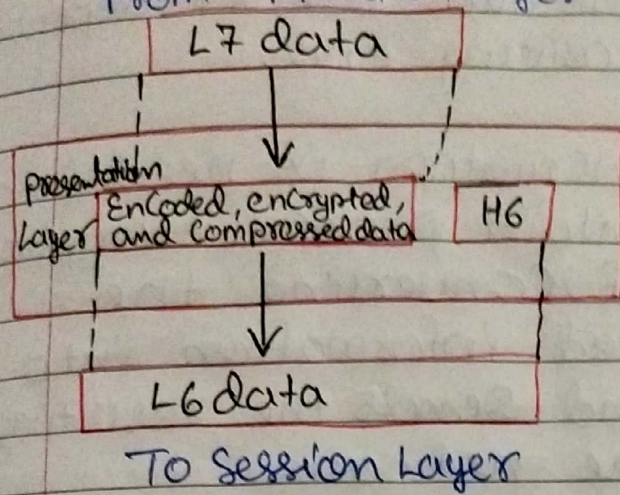 L7 data
presentation
Layer
Encoded, encrypted,
and compressed data
H6
L6 data
To Session Layer